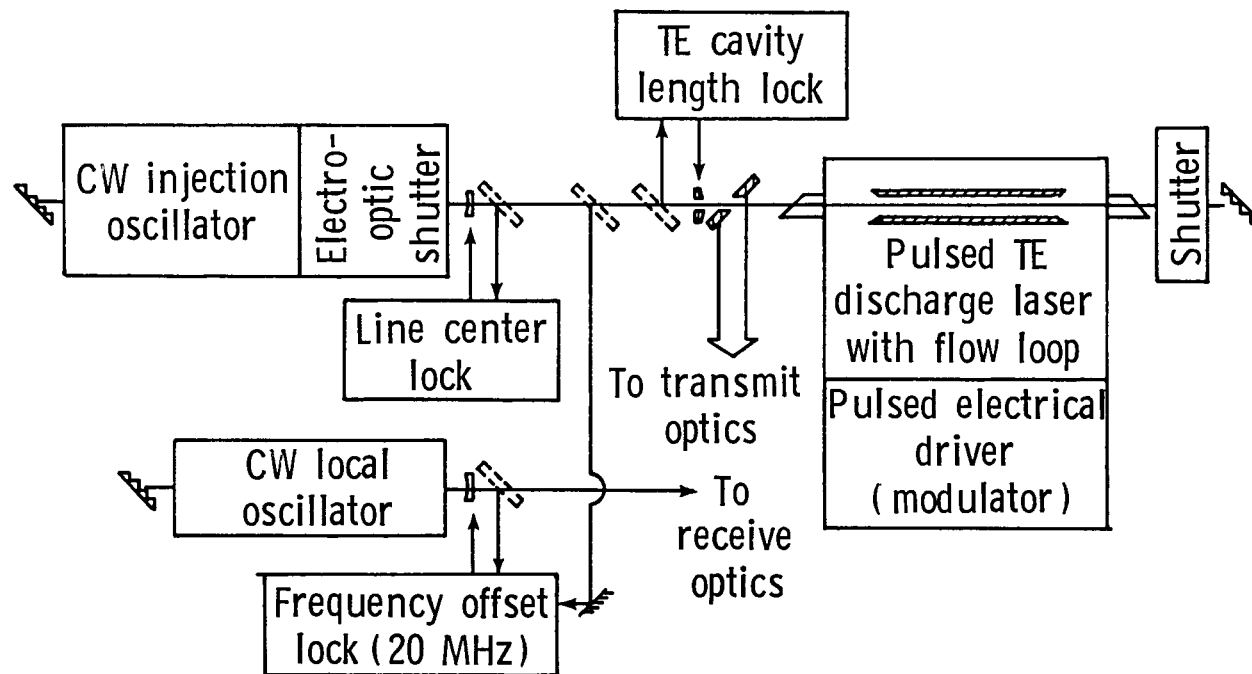 TE cavity
length lock
CW injection
oscillator
Electro-
optic
shutter
Shutter
Pulsed TE
discharge laser
with flow loop
Line center
lock
To transmit
optics
Pulsed electrical
driver
(modulator)
CW local
oscillator
To
receive
optics
Frequency offset
lock (20 MHz)